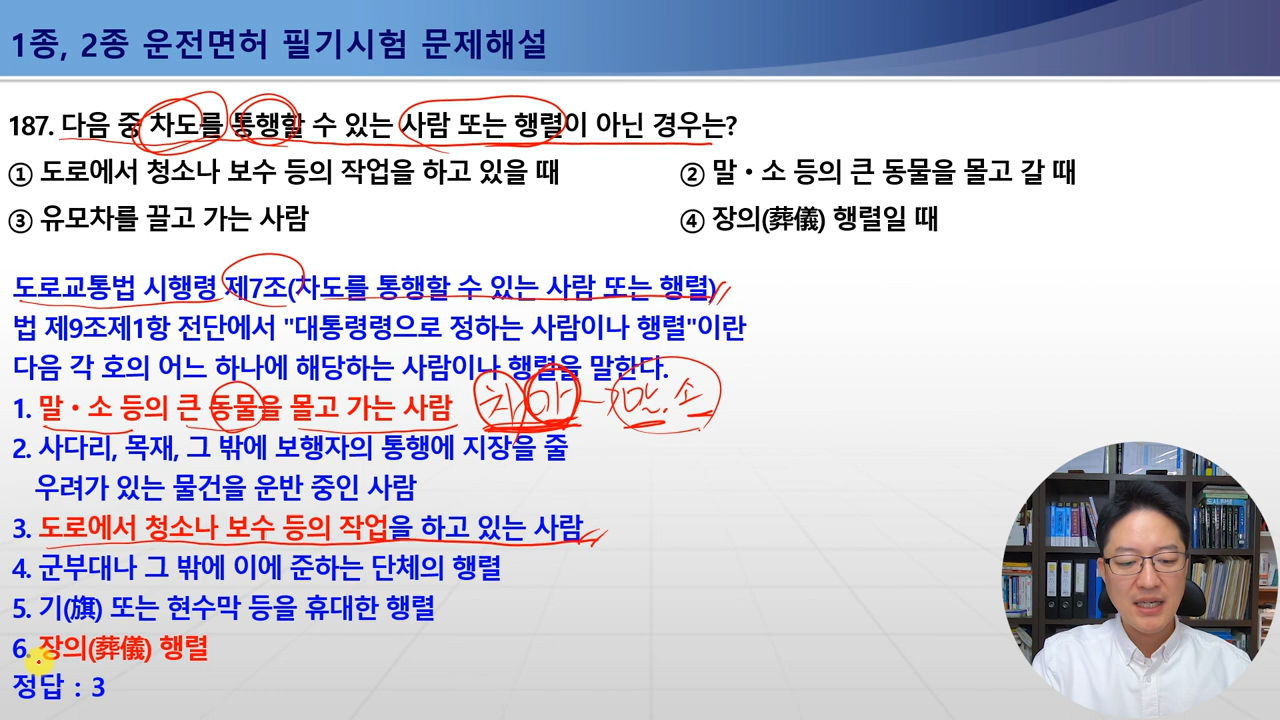 1종, 2종 운전면허 필기시험 문제해설
187. 다음 중 차도를 통행할 수 있는 사람 또는 행렬이 아닌 경우는?
① 도로에서 청소나 보수 등의 작업을 하고 있을 때
② 말·소 등의 큰 동물을 몰고 갈 때
③ 유모차를 끌고 가는 사람
④ 장의(葬儀) 행렬일 때
도로교통법 시행령 제7조(차도를 통행할 수 있는 사람 또는 행렬)
법 제9조제1항 전단에서 "대통령령으로 정하는 사람이나 행렬"이란
다음 각 호의 어느 하나에 해당하는 사람이나 행렬을 말한다.
1. 말·소 등의 큰 동물을 몰고 가는 사람
말.소
2. 사다리, 목재, 그 밖에 보행자의 통행에 지장을 줄
우려가 있는 물건을 운반 중인 사람
3. 도로에서 청소나 보수 등의 작업을 하고 있는 사람
4. 군부대나 그 밖에 이에 준하는 단체의 행렬
5. 기(旗) 또는 현수막 등을 휴대한 행렬
6. 장의(葬儀) 행렬
정답 : 3